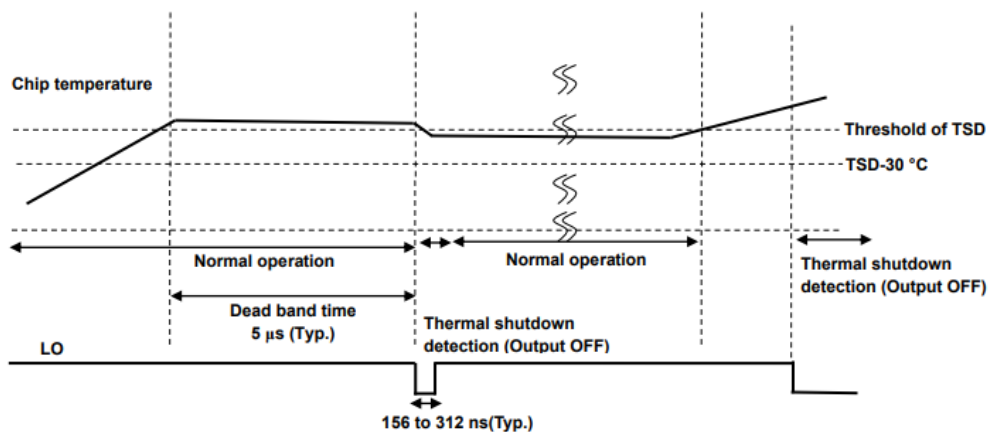 Chip temperature
Threshold of TSD
TSD-30 °C
Normal operation
Normal operation
Thermal shutdown
detection (Output OFF)
Dead band time
5 μs (Typ.)
Thermal shutdown
detection (Output OFF)
LO
156 to 312 ns(Typ.)